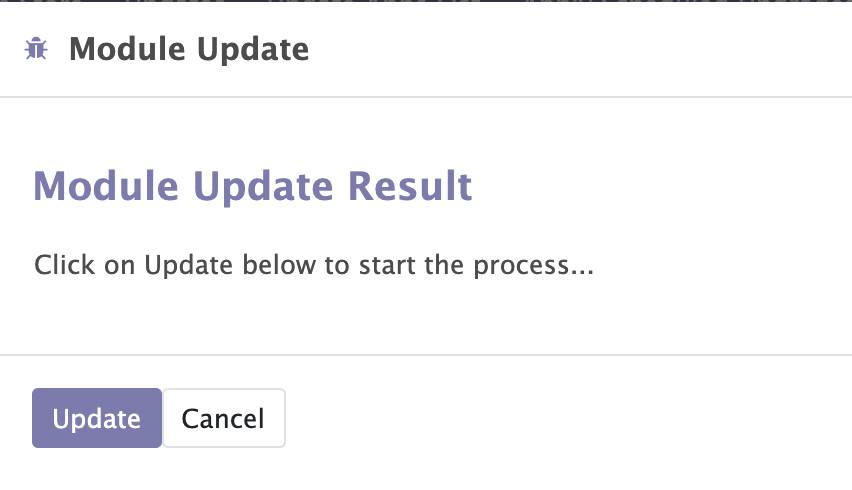 Module Update
Module Update Result
Click on Update below to start the process...
Update
Cancel